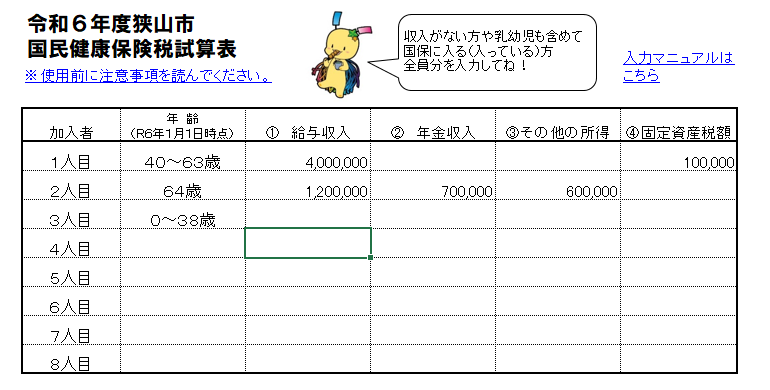 令和６年度狭山市
国民健康保険税試算表
※使用前に注意事項を読んでください。
収入がない方や乳幼児も含めて
国保に入る(入っている)方
全員分を入力してね！
入力マニュアルは
こちら
加入者 年 齢 (R6年1月1日時点) ① 給与収入 ② 年金収入 ③その他の所得 ④固定資産税額
１人目 40～63歳 4,000,000 100,000
２人目 64歳 1,200,000 700,000 600,000
３人目 0～38歳
４人目
５人目
６人目
７人目
８人目